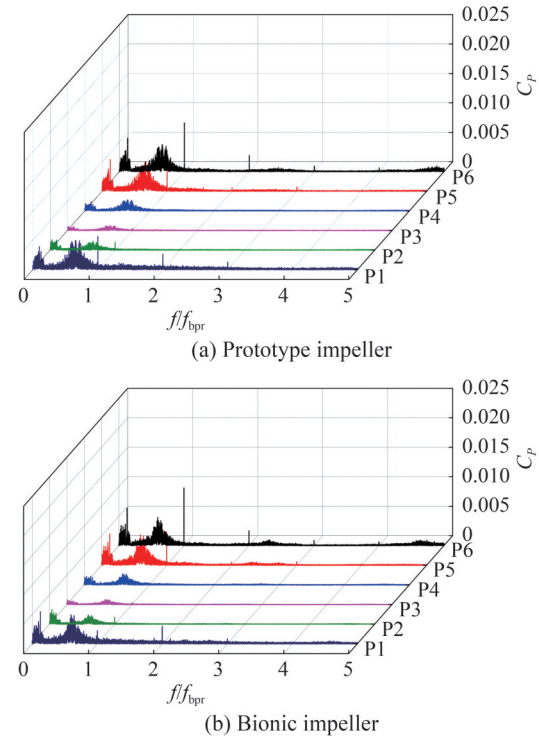 0.025
0.020
0.015
0.010
0.005
0
C_P
P6
P5
P4
P3
P2
P1
0 1 2 3 4 5
f/f_bpr
(a) Prototype impeller
0.025
0.020
0.015
0.010
0.005
0
C_P
P6
P5
P4
P3
P2
P1
0 1 2 3 4 5
f/f_bpr
(b) Bionic impeller